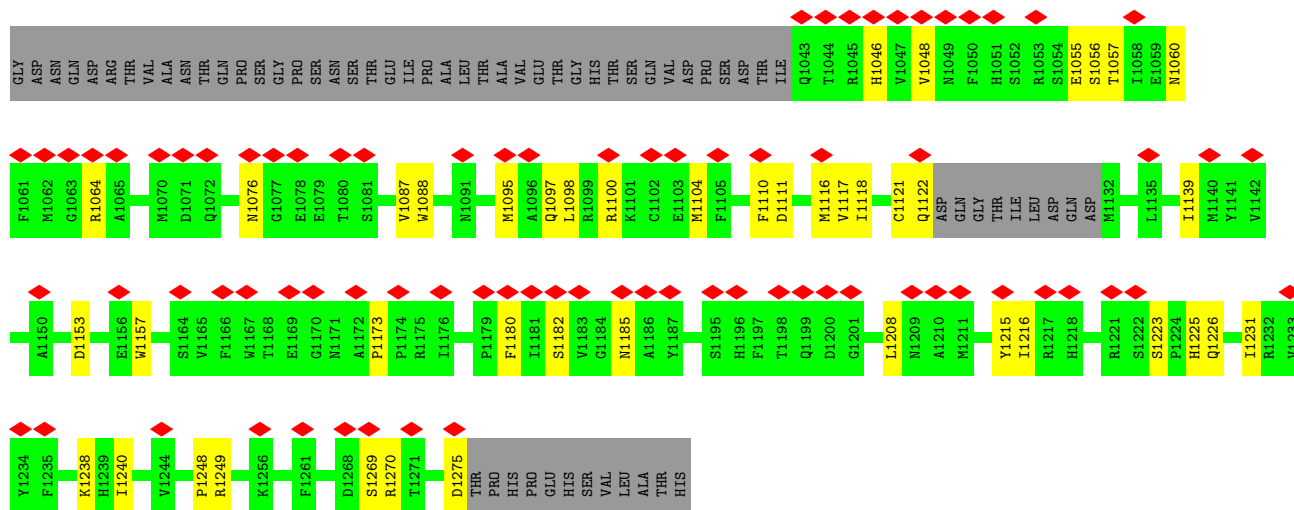 GLY ASP ASN GLN ASP ARG THR VAL ALA ASN THR GLN PRO SER GLY PRO SER ASN SER THR GLU ILE PRO ALA LEU THR ALA VAL GLU THR GLY HIS THR SER GLN VAL ASP PRO SER ASP THR ILE Q1043 T1044 R1045 H1046 V1047 V1048 N1049 F1050 H1051 S1052 R1053 S1054 E1055 S1056 T1057 I1058 E1059 N1060
F1061 M1062 G1063 R1064 A1065 M1070 D1071 Q1072 N1076 G1077 E1078 E1079 T1080 S1081 V1087 W1088 N1091 M1095 A1096 Q1097 L1098 R1099 R1100 K1101 C1102 E1103 M1104 F1105 F1110 D1111 M1116 V1117 I1118 C1121 Q1122 ASP GLN GLY THR ILE LEU ASP GLN ASP M1132 L1135 I1139 M1140 Y1141 V1142
A1150 D1153 E1156 W1157 S1164 V1165 F1166 W1167 T1168 E1169 G1170 N1171 A1172 P1173 P1174 R1175 I1176 P1179 F1180 I1181 S1182 V1183 G1184 N1185 A1186 Y1187 S1195 H1196 F1197 T1198 Q1199 D1200 G1201 L1208 N1209 A1210 M1211 Y1215 I1216 R1217 H1218 R1221 S1222 S1223 P1224 H1225 Q1226 I1231 R1232 V1233
Y1234 F1235 K1238 H1239 I1240 V1244 P1248 R1249 K1256 F1261 D1268 S1269 R1270 T1271 D1275 THR PRO HIS PRO GLU HIS SER VAL LEU ALA THR HIS